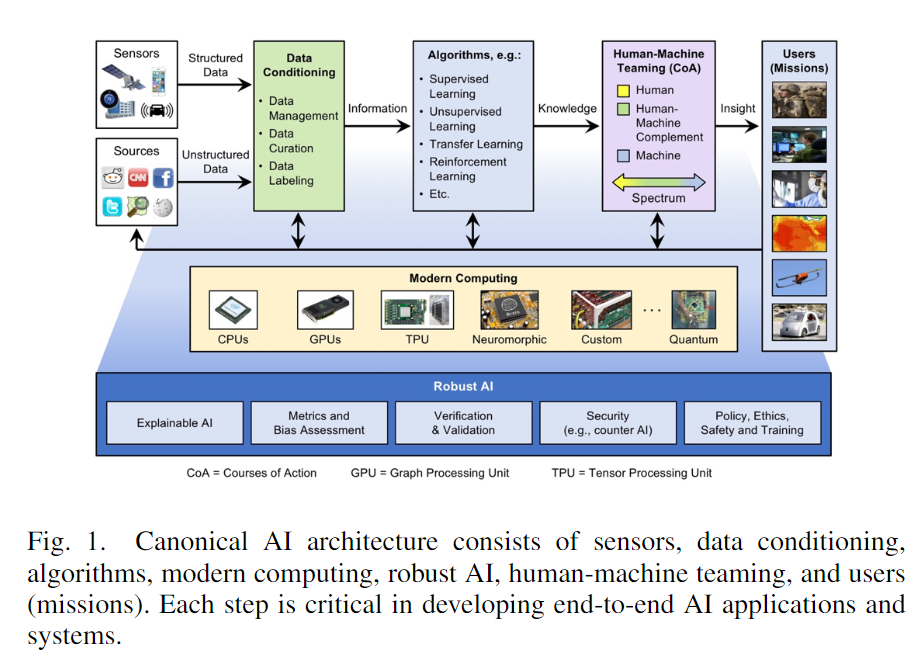 Sensors
Structured
Data
Sources
Unstructured
Data
Data
Conditioning
• Data
Management
• Data
Curation
• Data
Labeling
Information
Algorithms, e.g.:
• Supervised
Learning
• Unsupervised
Learning
• Transfer Learning
• Reinforcement
Learning
• Etc.
Knowledge
Human-Machine
Teaming (CoA)
Human
Human-
Machine
Complement
Machine
Spectrum
Insight
Users
(Missions)
CNN
Modern Computing
CPUs
GPUs
TPU
Neuromorphic
Custom
...
Quantum
Robust AI
Explainable AI
Metrics and
Bias Assessment
Verification
& Validation
Security
(e.g., counter AI)
Policy, Ethics,
Safety and Training
CoA = Courses of Action
GPU = Graph Processing Unit
TPU = Tensor Processing Unit
Fig. 1. Canonical AI architecture consists of sensors, data conditioning,
algorithms, modern computing, robust AI, human-machine teaming, and users
(missions). Each step is critical in developing end-to-end AI applications and
systems.